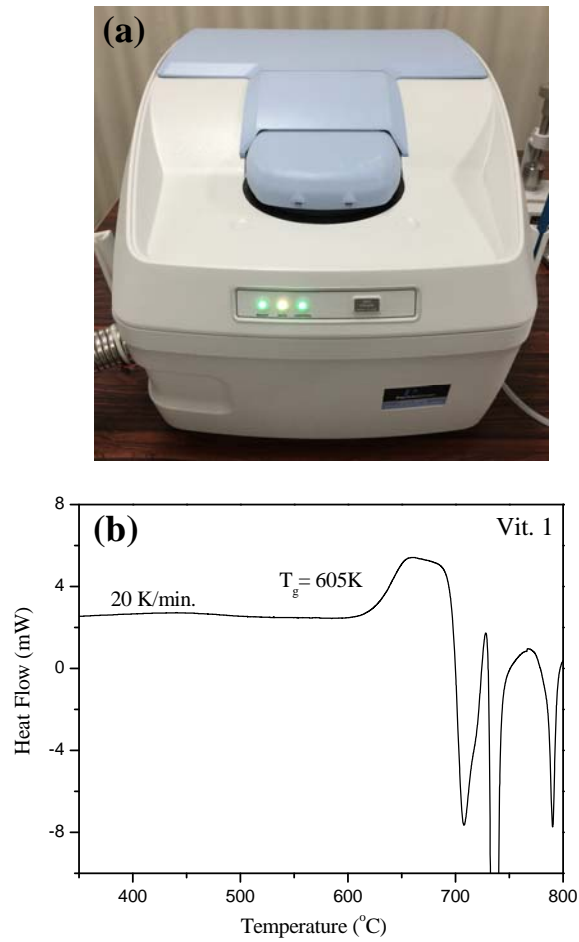 (a)
8
(b)
Vit. 1
T_g = 605K
4
20 K/min.
0
Heat Flow (mW)
-4
-8
400
500
600
700
800
Temperature (°C)